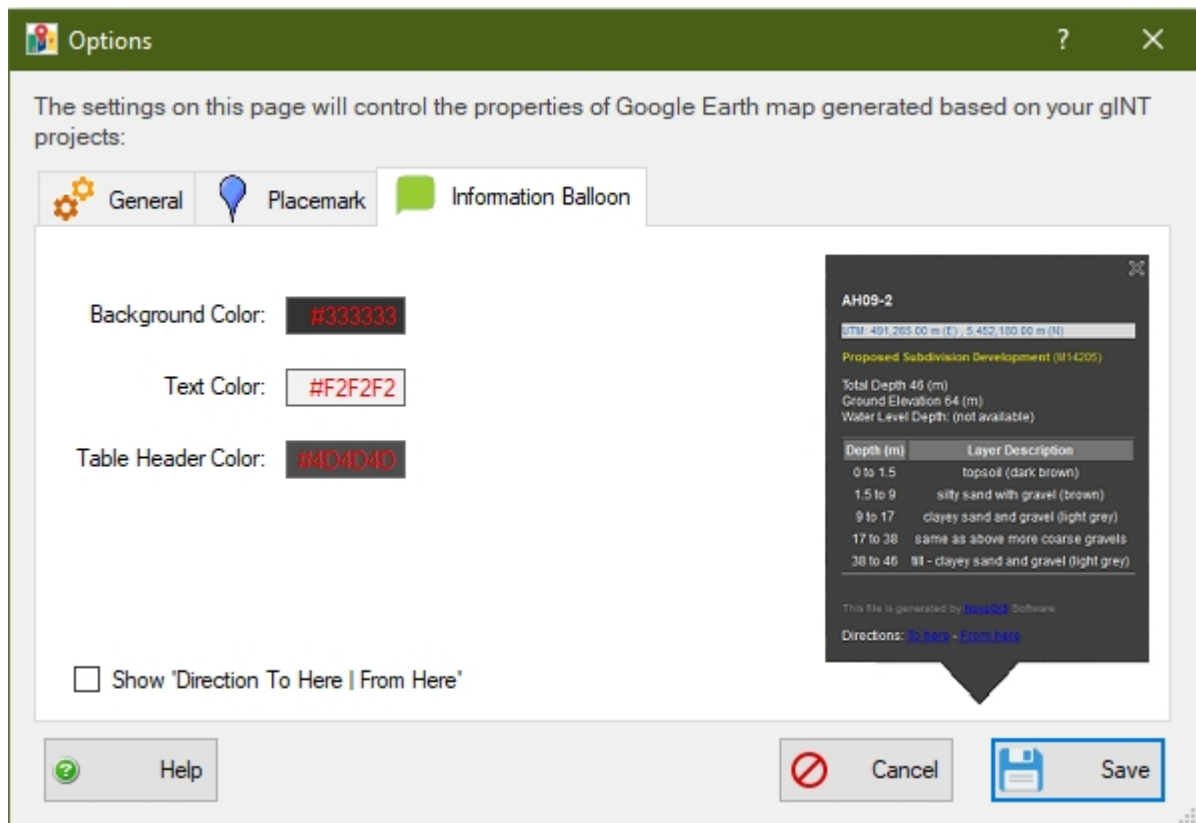 Options
?
The settings on this page will control the properties of Google Earth map generated based on your gINT
projects:
General
Placemark
Information Balloon
Background Color: #333333
Text Color: #F2F2F2
Table Header Color: #4D4D4D
Show 'Direction To Here | From Here'
AH09-2
UTM: 491,265.00 m (E) , 5,452,180.00 m (N)
Proposed Subdivision Development (M14205)
Total Depth 46 (m)
Ground Elevation 64 (m)
Water Level Depth: (not available)
Depth (m) Layer Description
0 to 1.5 topsoil (dark brown)
1.5 to 9 silty sand with gravel (brown)
9 to 17 clayey sand and gravel (light grey)
17 to 38 same as above more coarse gravels
38 to 46 till - clayey sand and gravel (light grey)
This file is generated by NovoGIS Software
Directions: To here - From here
Help
Cancel
Save